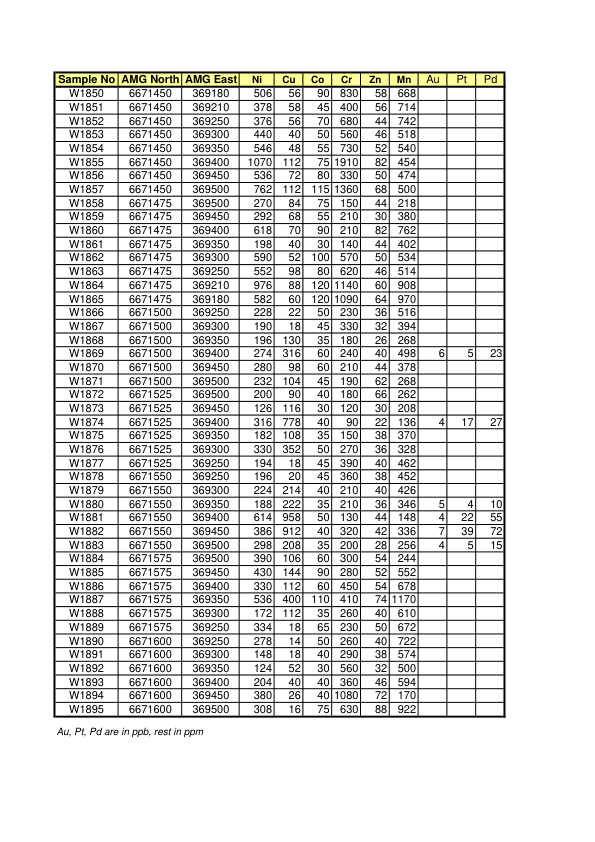 Sample No AMG North AMG East Ni Cu Co Cr Zn Mn Au Pt Pd
W1850 6671450 369180 506 56 90 830 58 668
W1851 6671450 369210 378 58 45 400 56 714
W1852 6671450 369250 376 56 70 680 44 742
W1853 6671450 369300 440 40 50 560 46 518
W1854 6671450 369350 546 48 55 730 52 540
W1855 6671450 369400 1070 112 75 1910 82 454
W1856 6671450 369450 536 72 80 330 50 474
W1857 6671450 369500 762 112 115 1360 68 500
W1858 6671475 369500 270 84 75 150 44 218
W1859 6671475 369450 292 68 55 210 30 380
W1860 6671475 369400 618 70 90 210 82 762
W1861 6671475 369350 198 40 30 140 44 402
W1862 6671475 369300 590 52 100 570 50 534
W1863 6671475 369250 552 98 80 620 46 514
W1864 6671475 369210 976 88 120 1140 60 908
W1865 6671475 369180 582 60 120 1090 64 970
W1866 6671500 369250 228 22 50 230 36 516
W1867 6671500 369300 190 18 45 330 32 394
W1868 6671500 369350 196 130 35 180 26 268
W1869 6671500 369400 274 316 60 240 40 498 6 5 23
W1870 6671500 369450 280 98 60 210 44 378
W1871 6671500 369500 232 104 45 190 62 268
W1872 6671525 369500 200 90 40 180 66 262
W1873 6671525 369450 126 116 30 120 30 208
W1874 6671525 369400 316 778 40 90 22 136 4 17 27
W1875 6671525 369350 182 108 35 150 38 370
W1876 6671525 369300 330 352 50 270 36 328
W1877 6671525 369250 194 18 45 390 40 462
W1878 6671550 369250 196 20 45 360 38 452
W1879 6671550 369300 224 214 40 210 40 426
W1880 6671550 369350 188 222 35 210 36 346 5 4 10
W1881 6671550 369400 614 958 50 130 44 148 4 22 55
W1882 6671550 369450 386 912 40 320 42 336 7 39 72
W1883 6671550 369500 298 208 35 200 28 256 4 5 15
W1884 6671575 369500 390 106 60 300 54 244
W1885 6671575 369450 430 144 90 280 52 552
W1886 6671575 369400 330 112 60 450 54 678
W1887 6671575 369350 536 400 110 410 74 1170
W1888 6671575 369300 172 112 35 260 40 610
W1889 6671575 369250 334 18 65 230 50 672
W1890 6671600 369250 278 14 50 260 40 722
W1891 6671600 369300 148 18 40 290 38 574
W1892 6671600 369350 124 52 30 560 32 500
W1893 6671600 369400 204 40 40 360 46 594
W1894 6671600 369450 380 26 40 1080 72 170
W1895 6671600 369500 308 16 75 630 88 922
Au, Pt, Pd are in ppb, rest in ppm